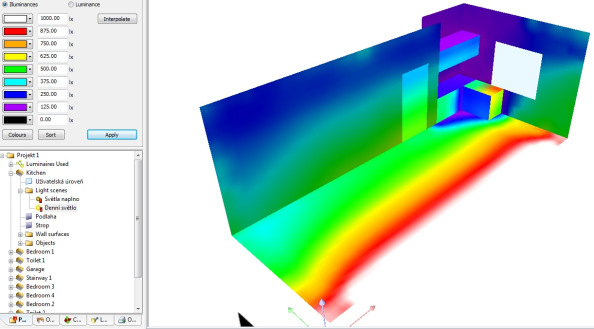 Illuminances Luminance
1000.00 lx Interpolate
875.00 lx
750.00 lx
625.00 lx
500.00 lx
375.00 lx
250.00 lx
125.00 lx
0.00 lx
Colours Sort Apply
Projekt 1
Luminaires Used
Kitchen
Uživatelská úroveň
Light scenes
Světla naplno
Denní světlo
Podlaha
Strop
Wall surfaces
Objects
Bedroom 1
Toilet 1
Garage
Stairway 1
Bedroom 3
Bedroom 4
Bedroom 2
P... O... C... L... O...